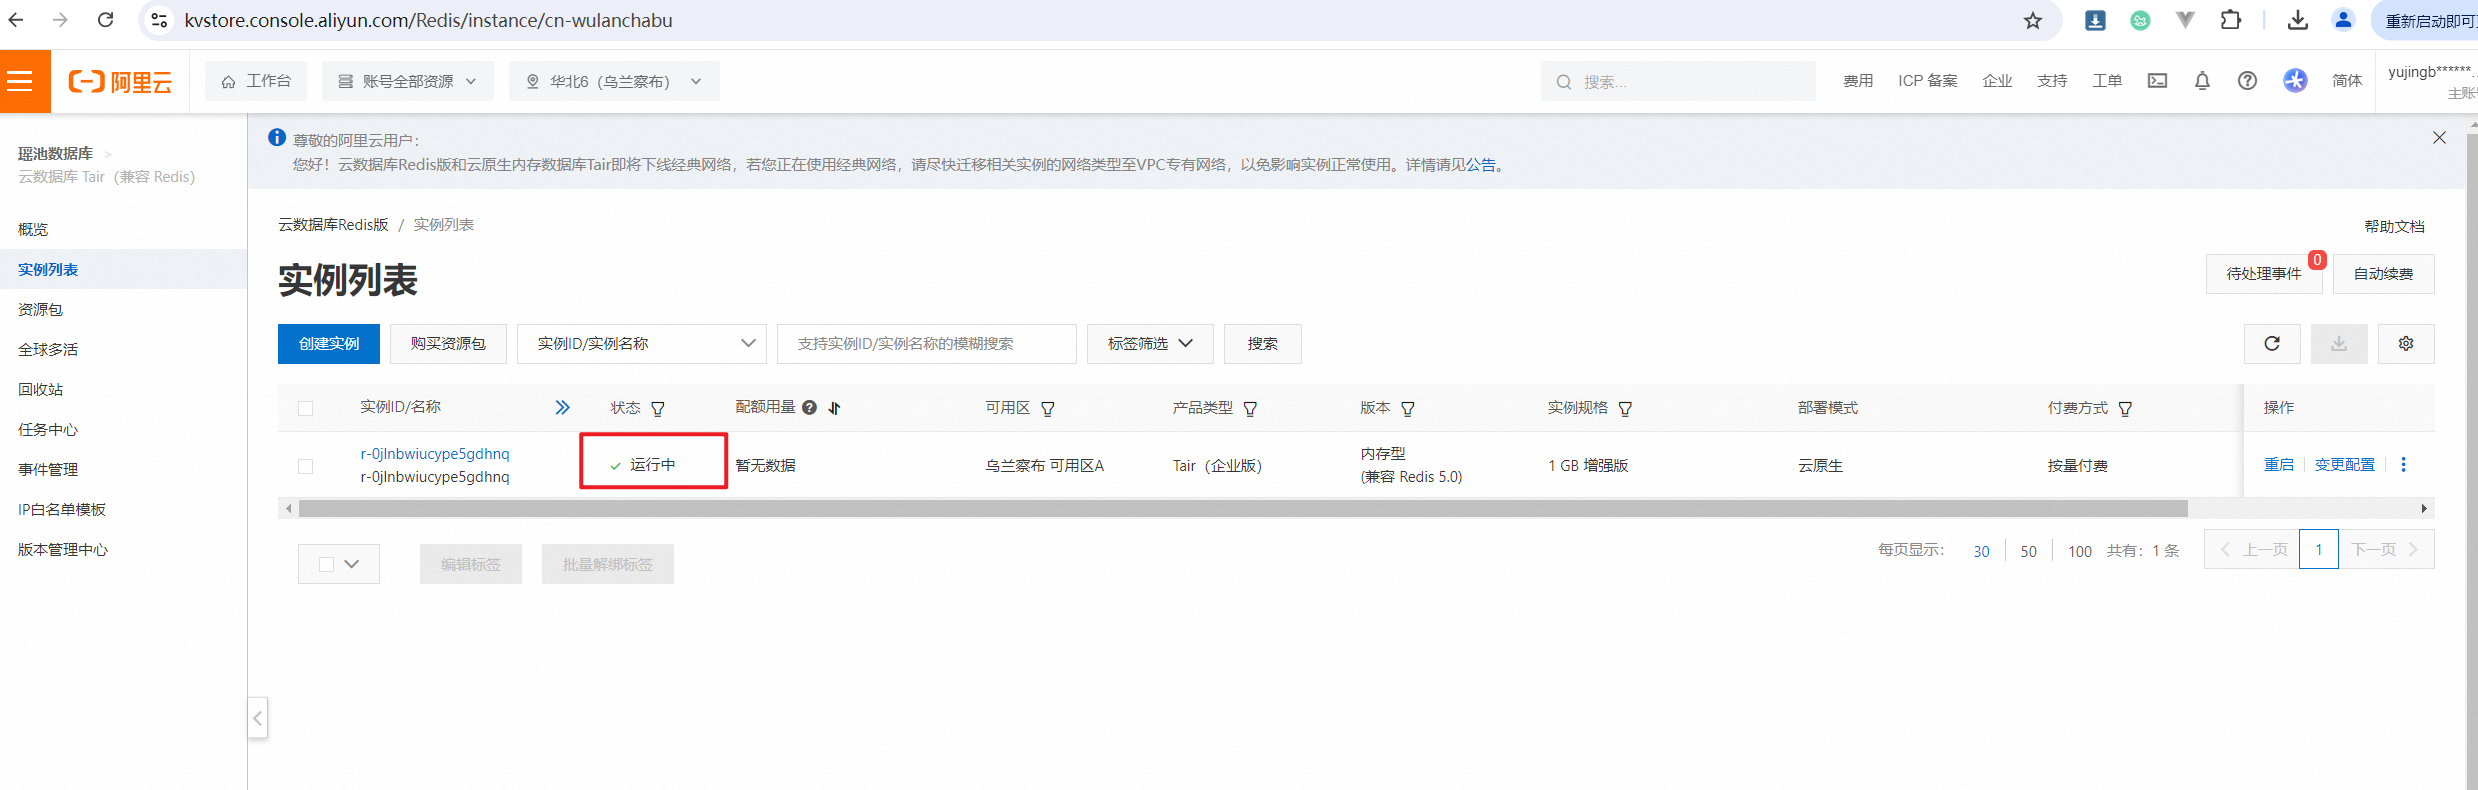 kvstore.console.aliyun.com/Redis/instance/cn-wulanchabu
重新启动即可
阿里云
工作台
账号全部资源
华北6（乌兰察布）
搜索...
费用
ICP 备案
企业
支持
工单
简体
yujingb******...
主账
瑶池数据库 >
云数据库 Tair（兼容 Redis）
概览
实例列表
资源包
全球多活
回收站
任务中心
事件管理
IP白名单模板
版本管理中心
尊敬的阿里云用户：
您好！云数据库Redis版和云原生内存数据库Tair即将下线经典网络，若您正在使用经典网络，请尽快迁移相关实例的网络类型至VPC专有网络，以免影响实例正常使用。详情请见公告。
云数据库Redis版 / 实例列表
帮助文档
实例列表
待处理事件 0
自动续费
创建实例
购买资源包
实例ID/实例名称
支持实例ID/实例名称的模糊搜索
标签筛选
搜索
实例ID/名称 状态 配额用量 可用区 产品类型 版本 实例规格 部署模式 付费方式 操作
r-0jlnbwiucype5gdhnq
r-0jlnbwiucype5gdhnq
运行中
暂无数据
乌兰察布 可用区A
Tair（企业版）
内存型
(兼容 Redis 5.0)
1 GB 增强版
云原生
按量付费
重启 变更配置
编辑标签
批量解绑标签
每页显示： 30 50 100 共有：1 条
上一页 1 下一页